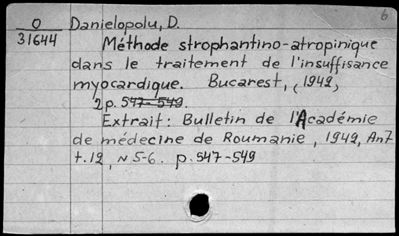 6
O Danielopolu, D.
31644
Méthode strophantino-atropinique
dans le traitement de l'insuffisance
myocardique. Bucarest, (1942)
2 p. 547-549.
Extrait: Bulletin de l'Académie
de médecine de Roumanie, 1942, An 7
t. 12, N 5-6. p. 547-549